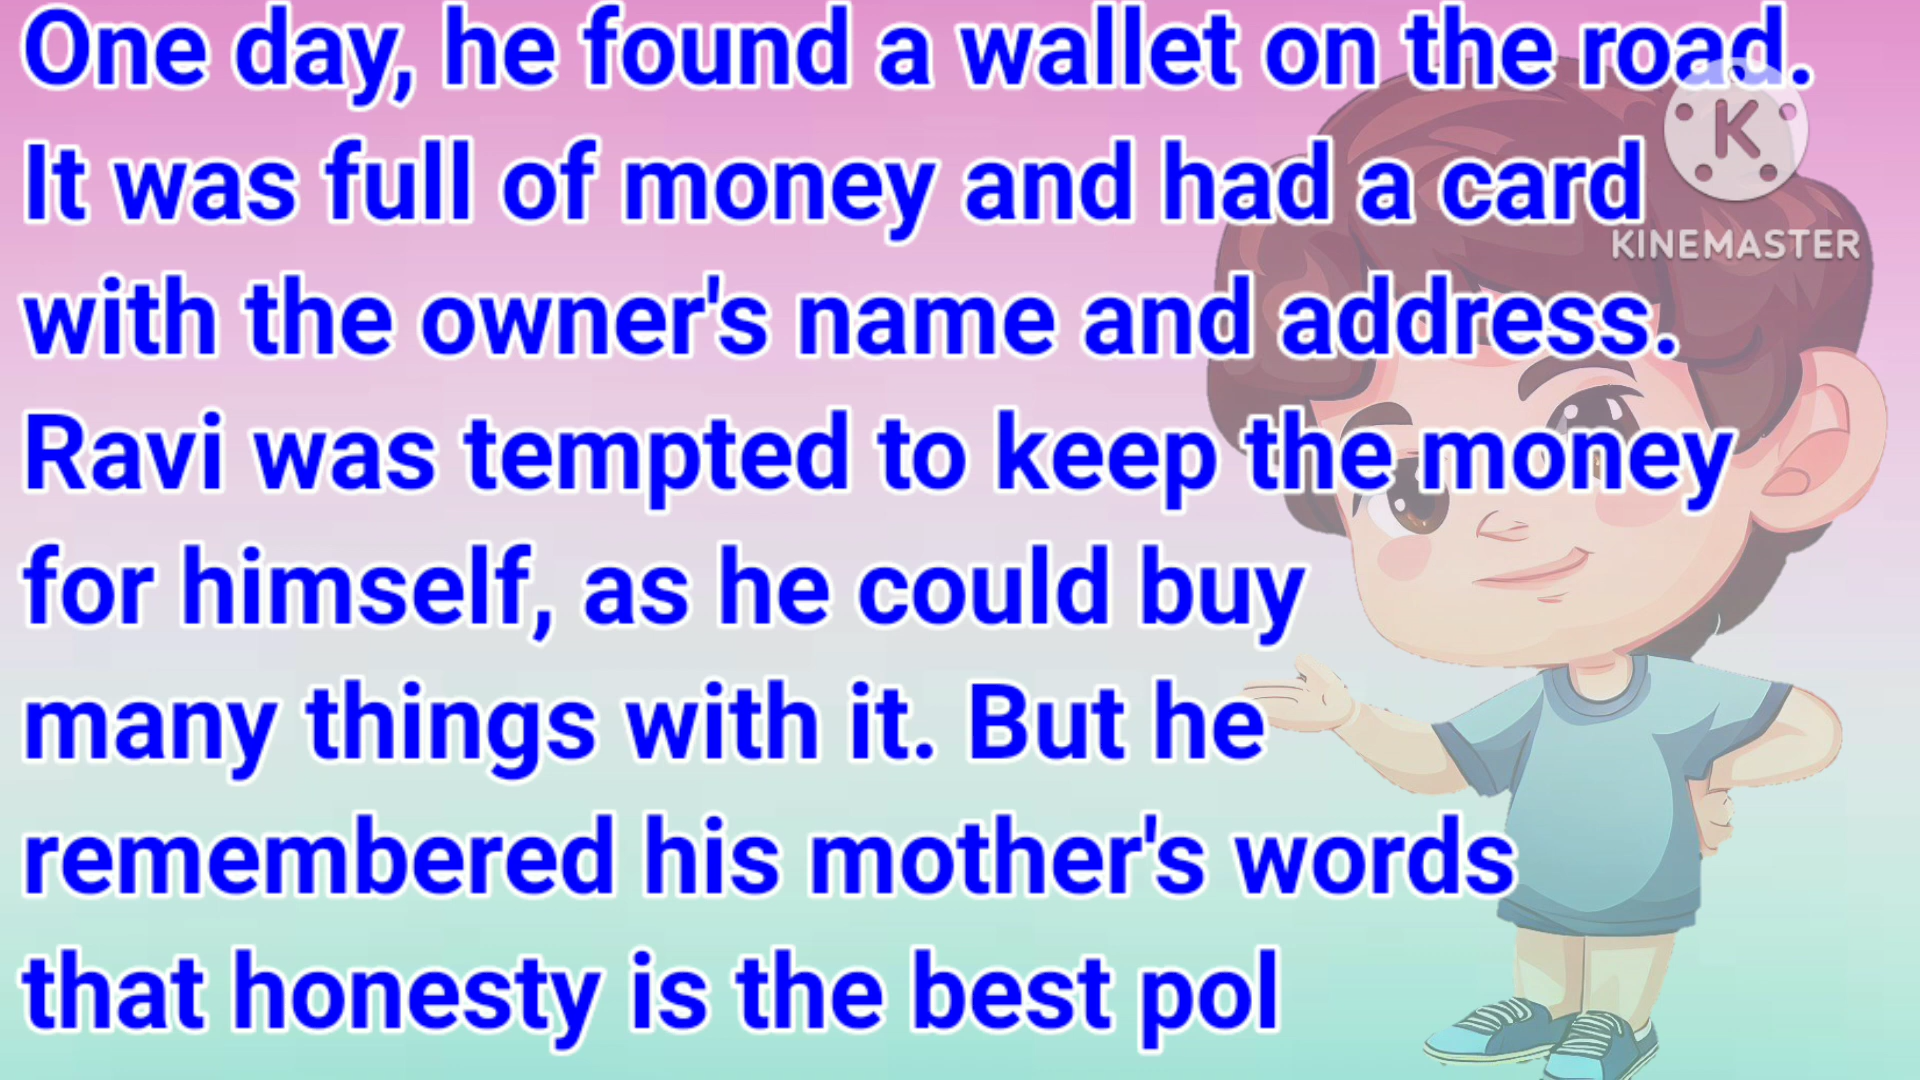 One day, he found a wallet on the road.
It was full of money and had a card
with the owner's name and address.
Ravi was tempted to keep the money
for himself, as he could buy
many things with it. But he
remembered his mother's words
that honesty is the best pol
K
KINEMASTER